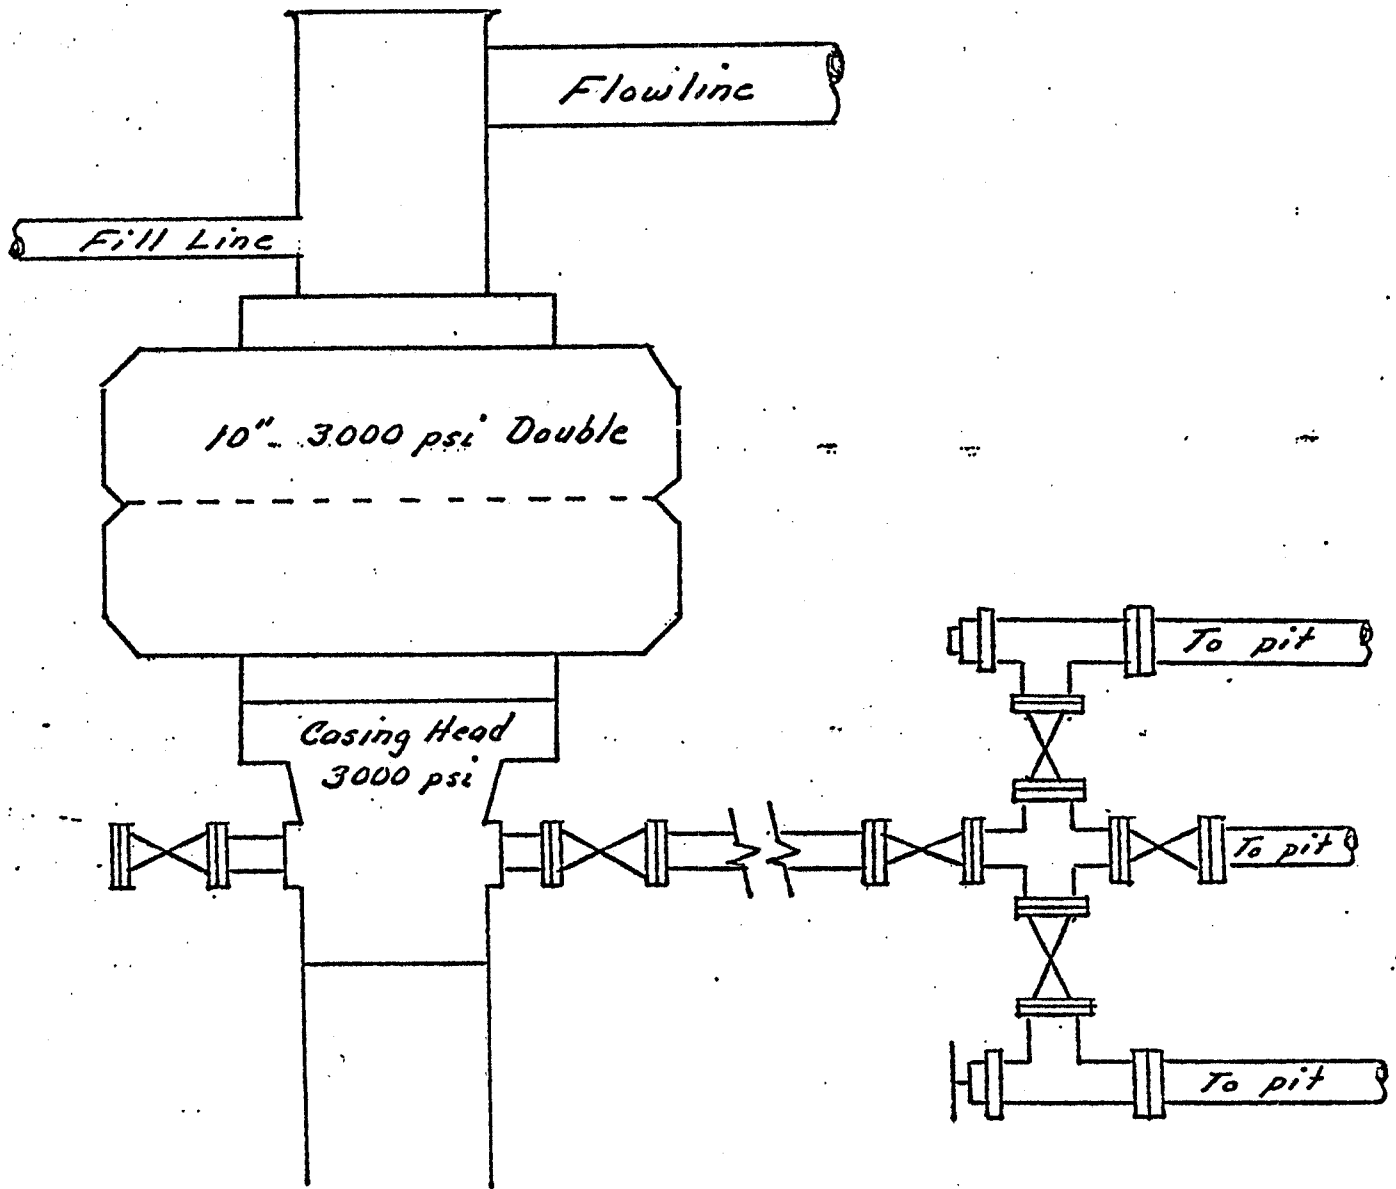 Flowline
Fill Line
10"- 3000 psi Double
Casing Head
3000 psi
To pit
To pit
To pit